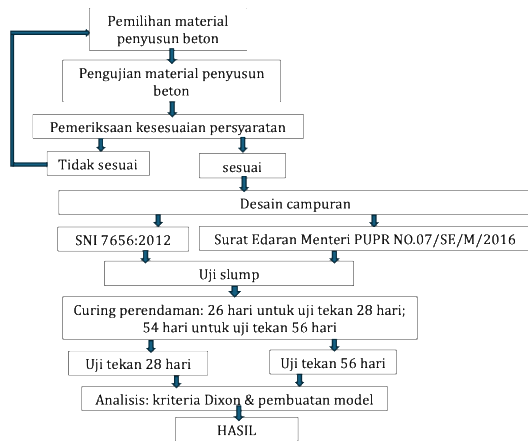 Pemilihan material
penyusun beton
Pengujian material penyusun
beton
Pemeriksaan kesesuaian persyaratan
Tidak sesuai
sesuai
Desain campuran
SNI 7656:2012
Surat Edaran Menteri PUPR NO.07/SE/M/2016
Uji slump
Curing perendaman: 26 hari untuk uji tekan 28 hari;
54 hari untuk uji tekan 56 hari
Uji tekan 28 hari
Uji tekan 56 hari
Analisis: kriteria Dixon & pembuatan model
HASIL